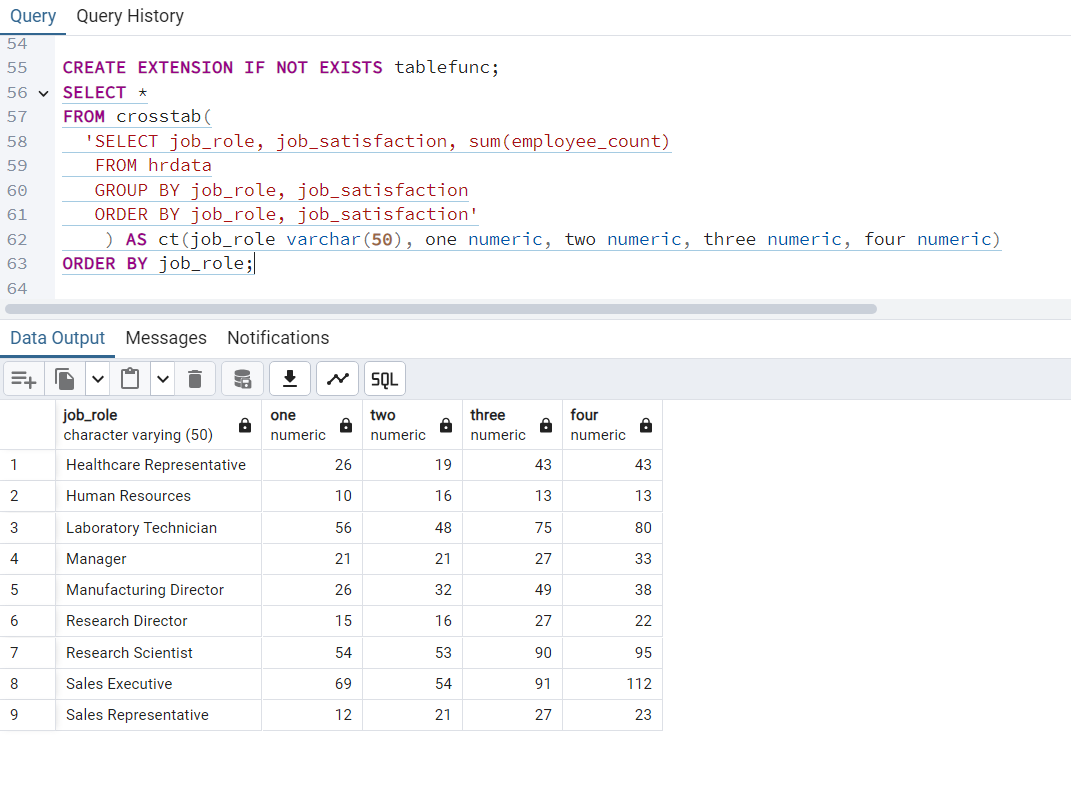 Query Query History
54
55 CREATE EXTENSION IF NOT EXISTS tablefunc;
56 SELECT *
57 FROM crosstab(
58 'SELECT job_role, job_satisfaction, sum(employee_count)
59 FROM hrdata
60 GROUP BY job_role, job_satisfaction
61 ORDER BY job_role, job_satisfaction'
62 ) AS ct(job_role varchar(50), one numeric, two numeric, three numeric, four numeric)
63 ORDER BY job_role;
64
Data Output Messages Notifications
SQL
job_role one two three four
character varying (50) numeric numeric numeric numeric
1 Healthcare Representative 26 19 43 43
2 Human Resources 10 16 13 13
3 Laboratory Technician 56 48 75 80
4 Manager 21 21 27 33
5 Manufacturing Director 26 32 49 38
6 Research Director 15 16 27 22
7 Research Scientist 54 53 90 95
8 Sales Executive 69 54 91 112
9 Sales Representative 12 21 27 23